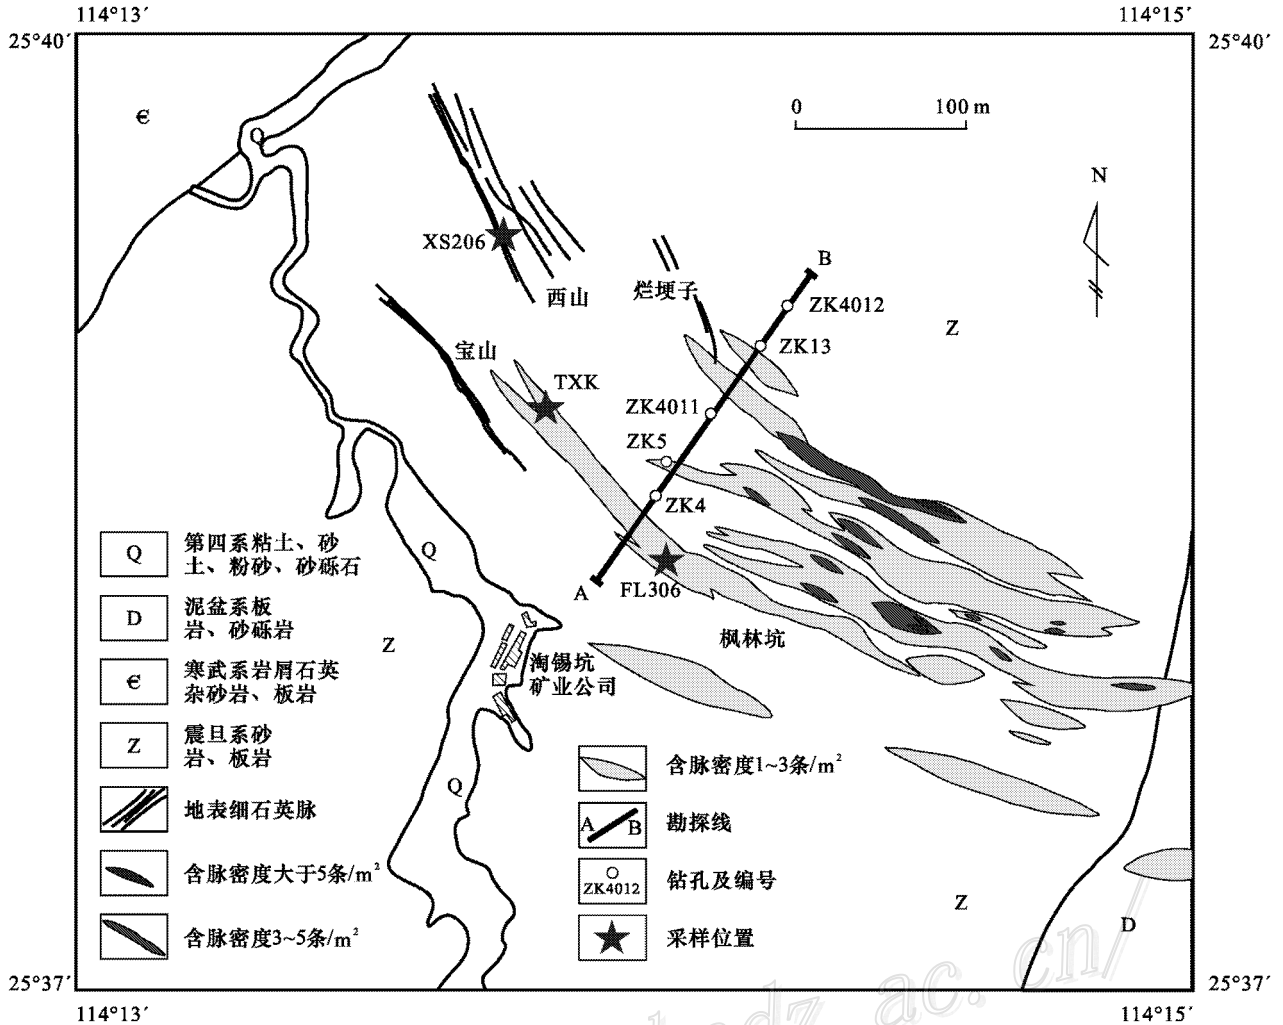 114°13′
114°15′
25°40′
25°40′
Є
Q
0
100 m
N
XS206
西山
烂埂子
B
ZK4012
Z
ZK13
宝山
TXK
ZK4011
ZK5
ZK4
Q
A
FL306
枫林坑
Z
淘锡坑
矿业公司
Q
Z
D
Q
第四系粘土、砂
土、粉砂、砂砾石
D
泥盆系板
岩、砂砾岩
Є
寒武系岩屑石英
杂砂岩、板岩
Z
震旦系砂
岩、板岩
地表细石英脉
含脉密度大于5条/m²
含脉密度3~5条/m²
含脉密度1~3条/m²
A B
勘探线
ZK4012
钻孔及编号
采样位置
25°37′
25°37′
114°13′
114°15′
ac. cn/